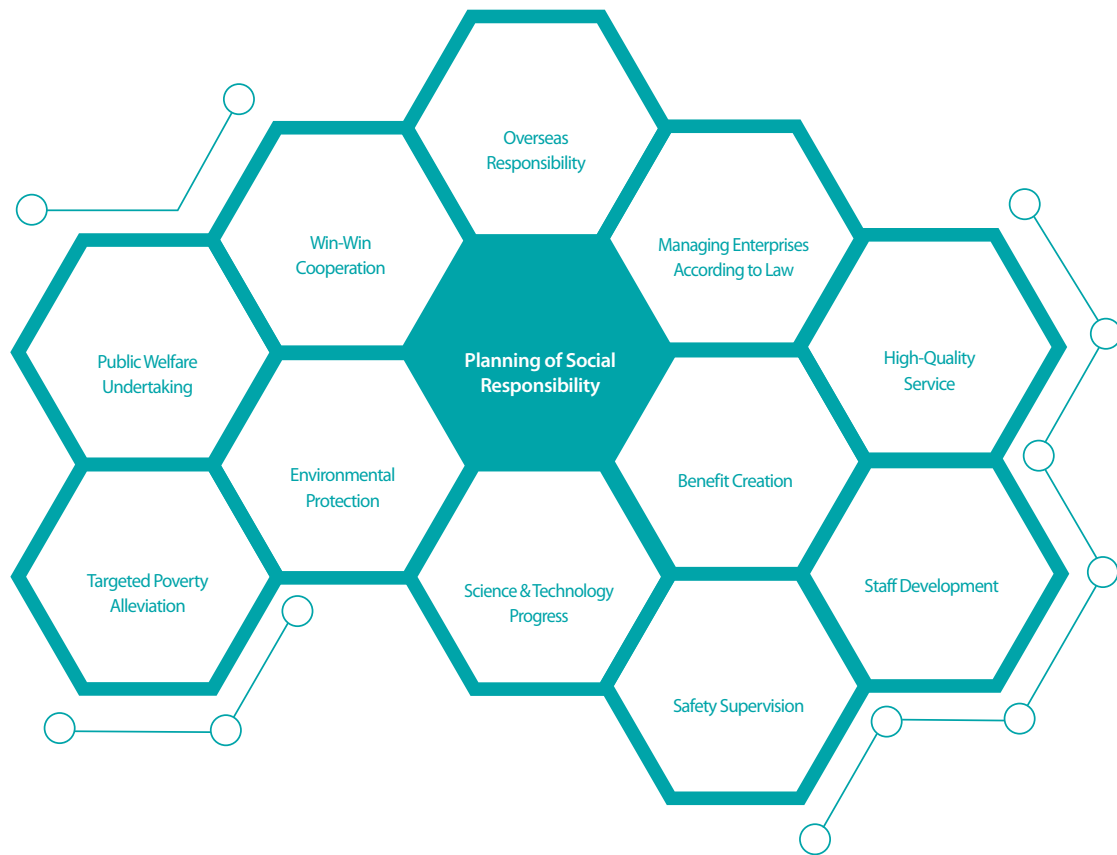 Overseas
Responsibility
Win-Win
Cooperation
Managing Enterprises
According to Law
Public Welfare
Undertaking
Planning of Social
Responsibility
High-Quality
Service
Environmental
Protection
Benefit Creation
Targeted Poverty
Alleviation
Science & Technology
Progress
Staff Development
Safety Supervision